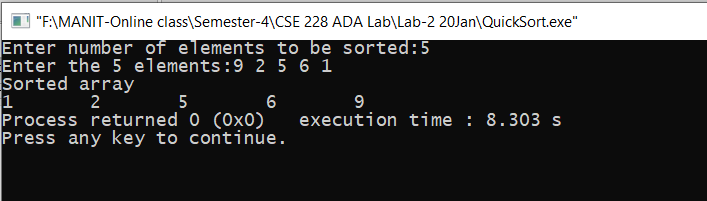 "F:\MANIT-Online class\Semester-4\CSE 228 ADA Lab\Lab-2 20Jan\QuickSort.exe"
Enter number of elements to be sorted:5
Enter the 5 elements:9 2 5 6 1
Sorted array
1       2       5       6       9
Process returned 0 (0x0)   execution time : 8.303 s
Press any key to continue.